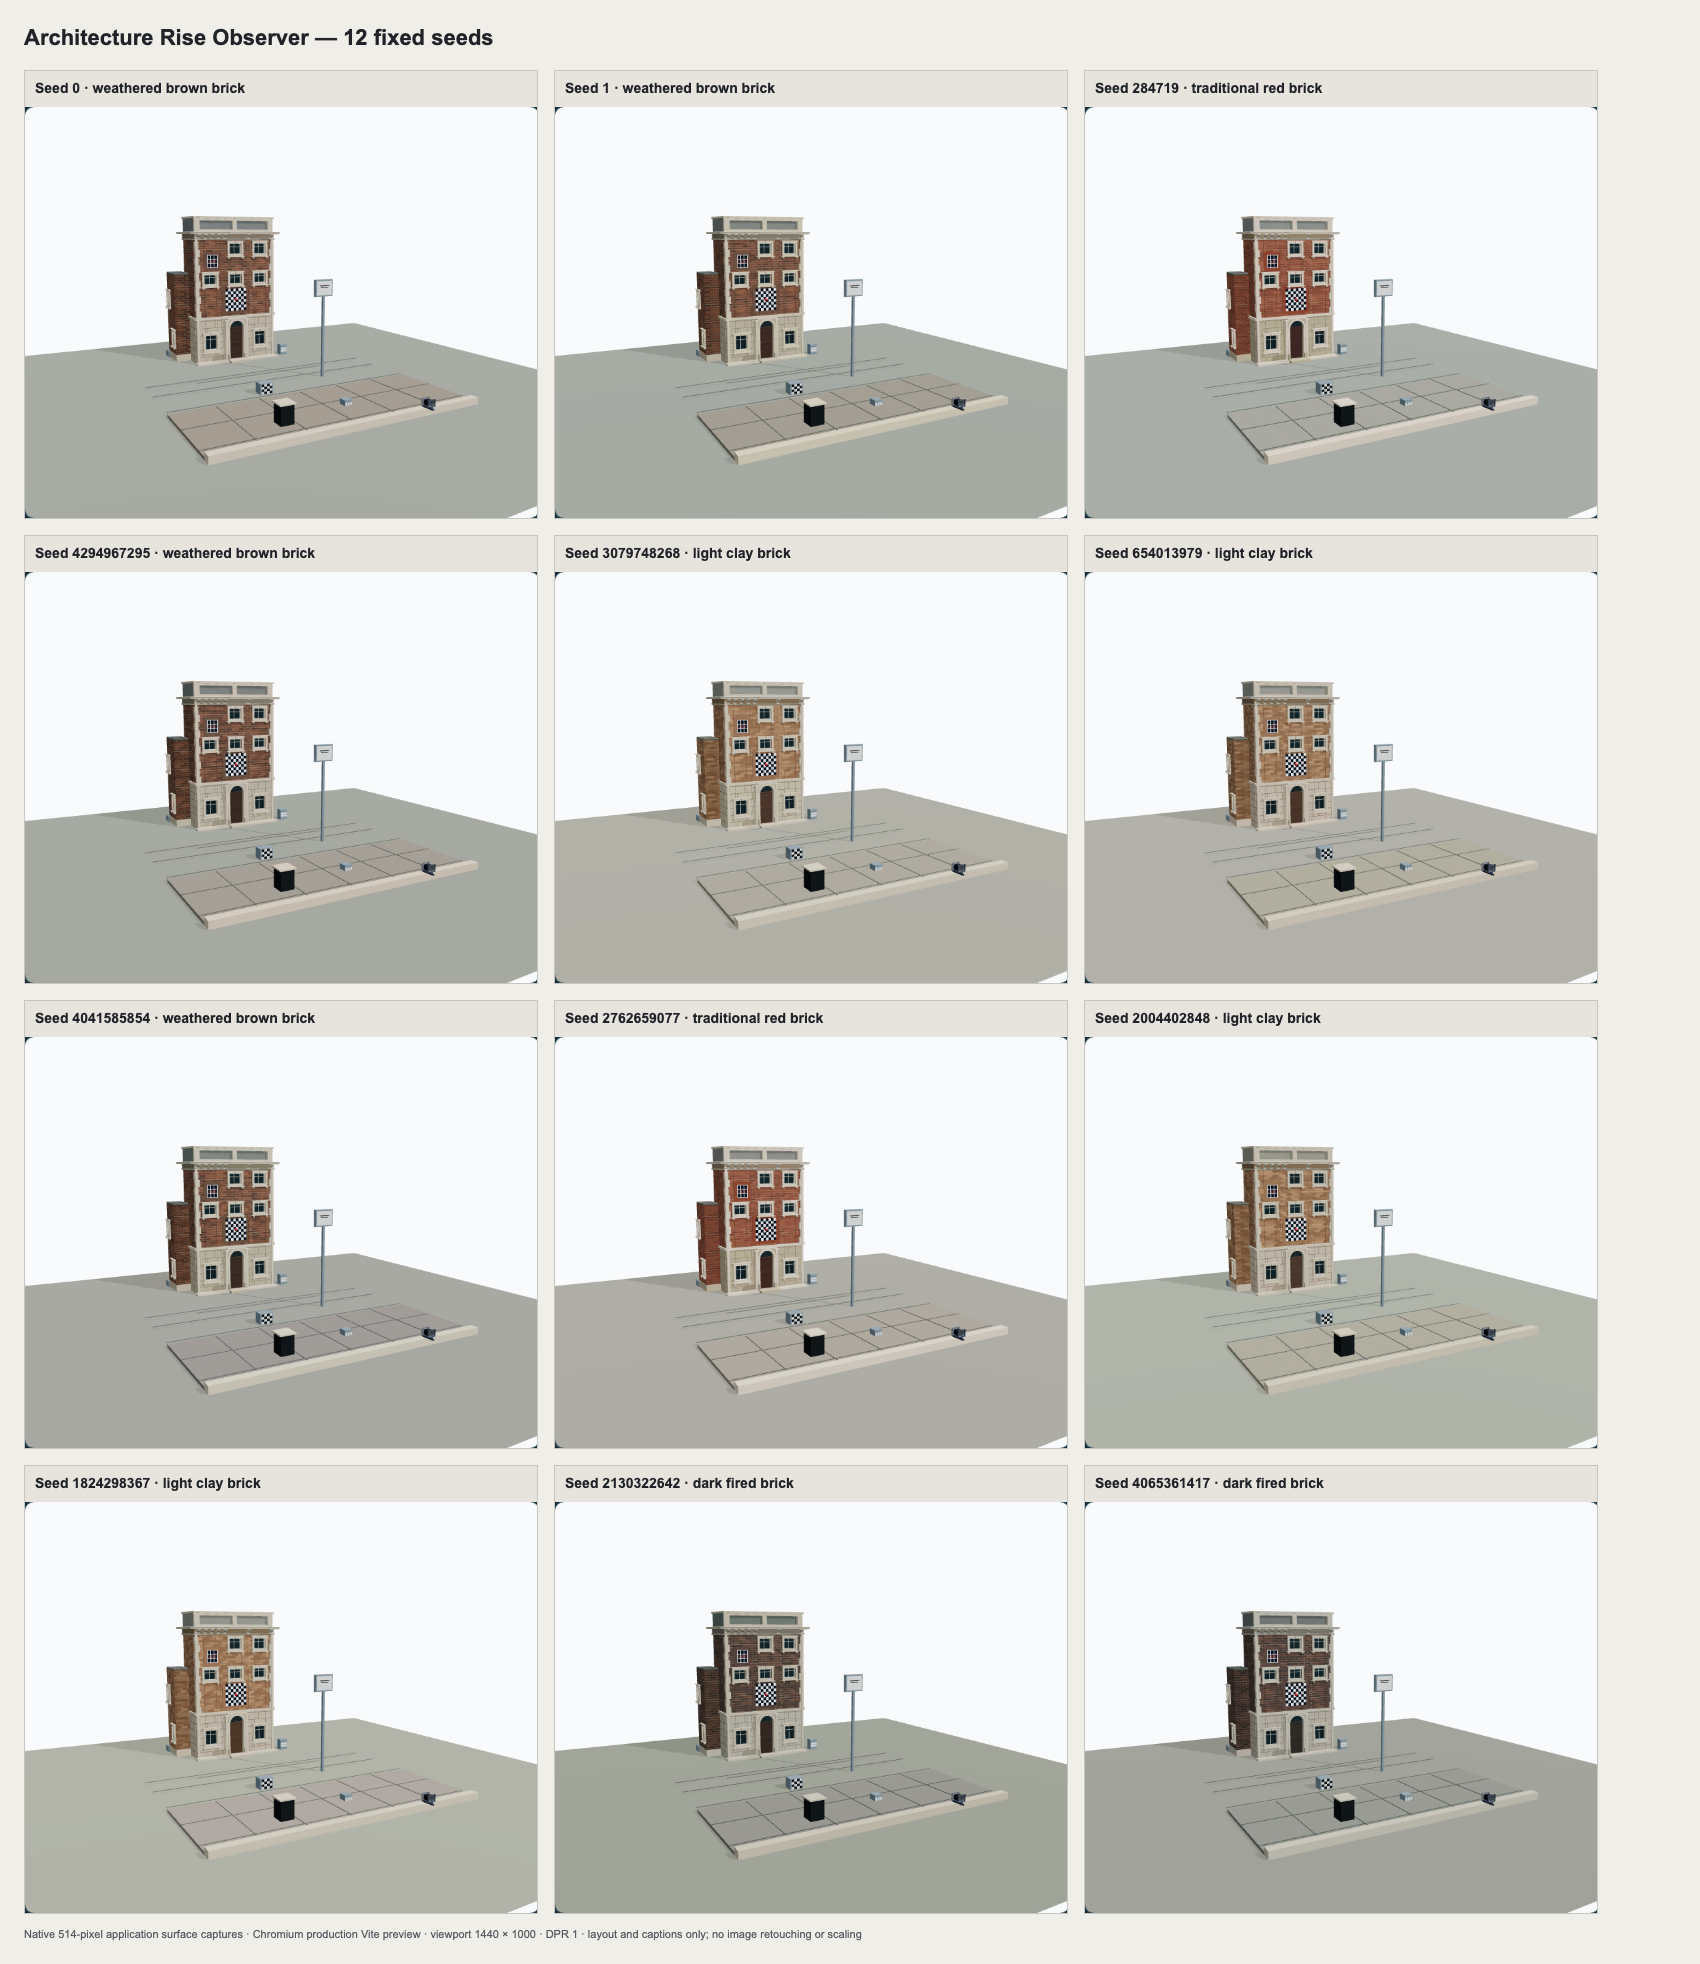 Architecture Rise Observer — 12 fixed seeds
Seed 0 · weathered brown brick
Seed 1 · weathered brown brick
Seed 284719 · traditional red brick
Seed 4294967295 · weathered brown brick
Seed 3079748268 · light clay brick
Seed 654013979 · light clay brick
Seed 4041585854 · weathered brown brick
Seed 2762659077 · traditional red brick
Seed 2004402848 · light clay brick
Seed 1824298367 · light clay brick
Seed 2130322642 · dark fired brick
Seed 4065361417 · dark fired brick
Native 514-pixel application surface captures · Chromium production Vite preview · viewport 1440 × 1000 · DPR 1 · layout and captions only; no image retouching or scaling